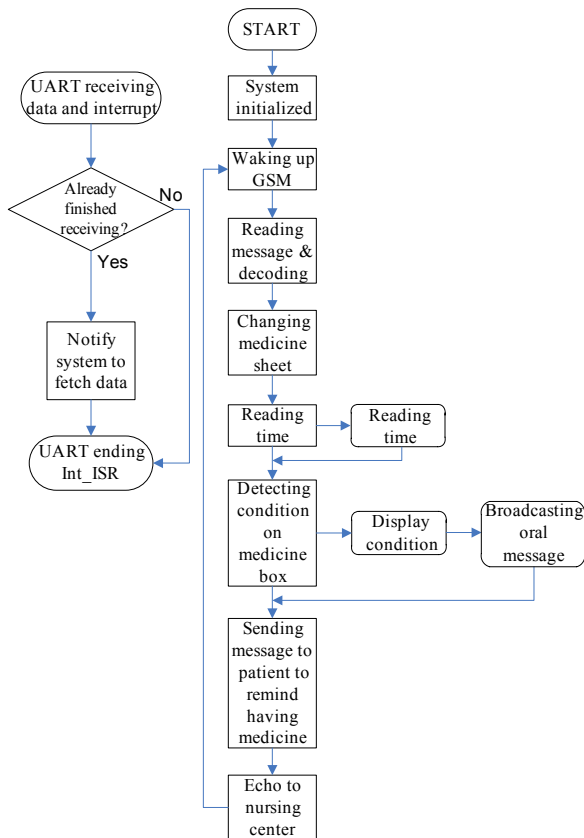 UART receiving
data and interrupt
Already
finished
receiving?
No
Yes
Notify
system to
fetch data
UART ending
Int_ISR
START
System
initialized
Waking up
GSM
Reading
message &
decoding
Changing
medicine
sheet
Reading
time
Reading
time
Detecting
condition
on
medicine
box
Display
condition
Broadcasting
oral
message
Sending
message to
patient to
remind
having
medicine
Echo to
nursing
center